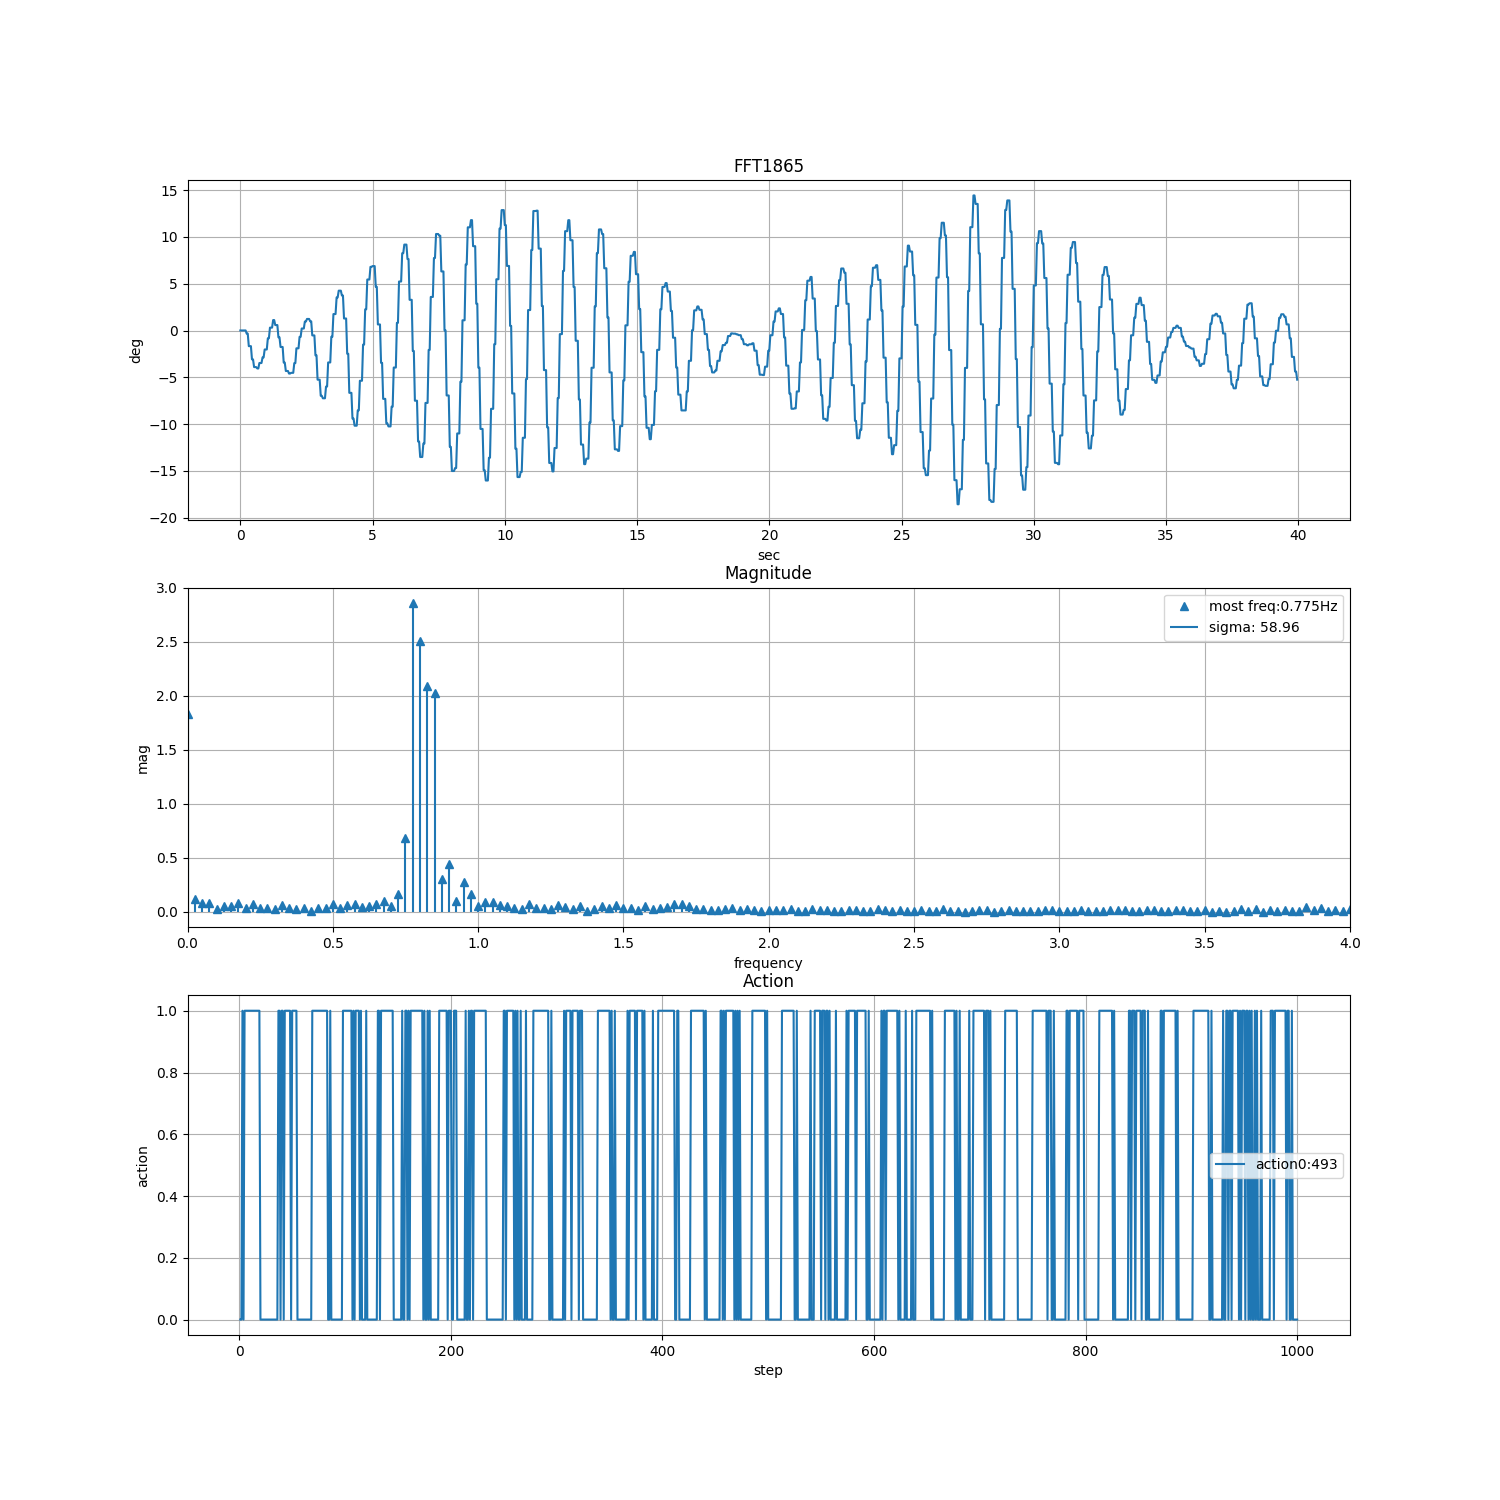 FFT1865
15
10
5
0
−5
−10
−15
−20
deg
0 5 10 15 20 25 30 35 40
sec
Magnitude
3.0
2.5
2.0
1.5
1.0
0.5
0.0
mag
most freq:0.775Hz
sigma: 58.96
0.0 0.5 1.0 1.5 2.0 2.5 3.0 3.5 4.0
frequency
Action
1.0
0.8
0.6
0.4
0.2
0.0
action
action0:493
0 200 400 600 800 1000
step